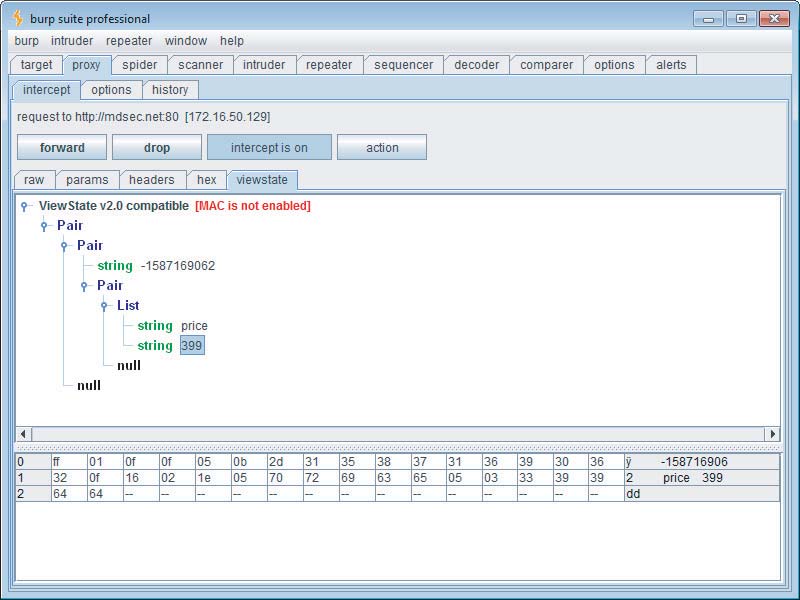 burp suite professional
burp intruder repeater window help
target proxy spider scanner intruder repeater sequencer decoder comparer options alerts
intercept options history
request to http://mdsec.net:80 [172.16.50.129]
forward drop intercept is on action
raw params headers hex viewstate
ViewState v2.0 compatible [MAC is not enabled]
Pair
Pair
string -1587169062
Pair
List
string price
string 399
null
null
0 ff 01 0f 0f 05 0b 2d 31 35 38 37 31 36 39 30 36 ÿ -158716906
1 32 0f 16 02 1e 05 70 72 69 63 65 05 03 33 39 39 2 price 399
2 64 64 -- -- -- -- -- -- -- -- -- -- -- -- -- -- dd